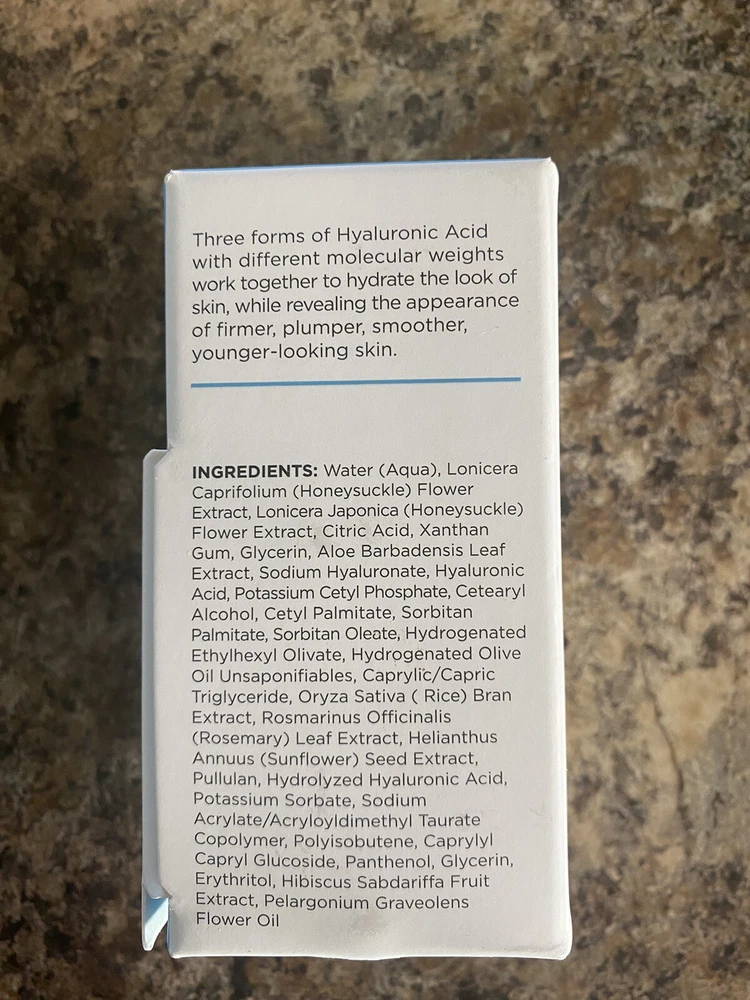 Three forms of Hyaluronic Acid
with different molecular weights
work together to hydrate the look of
skin, while revealing the appearance
of firmer, plumper, smoother,
younger-looking skin.
INGREDIENTS: Water (Aqua), Lonicera
Caprifolium (Honeysuckle) Flower
Extract, Lonicera Japonica (Honeysuckle)
Flower Extract, Citric Acid, Xanthan
Gum, Glycerin, Aloe Barbadensis Leaf
Extract, Sodium Hyaluronate, Hyaluronic
Acid, Potassium Cetyl Phosphate, Cetearyl
Alcohol, Cetyl Palmitate, Sorbitan
Palmitate, Sorbitan Oleate, Hydrogenated
Ethylhexyl Olivate, Hydrogenated Olive
Oil Unsaponifiables, Caprylic/Capric
Triglyceride, Oryza Sativa ( Rice) Bran
Extract, Rosmarinus Officinalis
(Rosemary) Leaf Extract, Helianthus
Annuus (Sunflower) Seed Extract,
Pullulan, Hydrolyzed Hyaluronic Acid,
Potassium Sorbate, Sodium
Acrylate/Acryloyldimethyl Taurate
Copolymer, Polyisobutene, Caprylyl
Capryl Glucoside, Panthenol, Glycerin,
Erythritol, Hibiscus Sabdariffa Fruit
Extract, Pelargonium Graveolens
Flower Oil